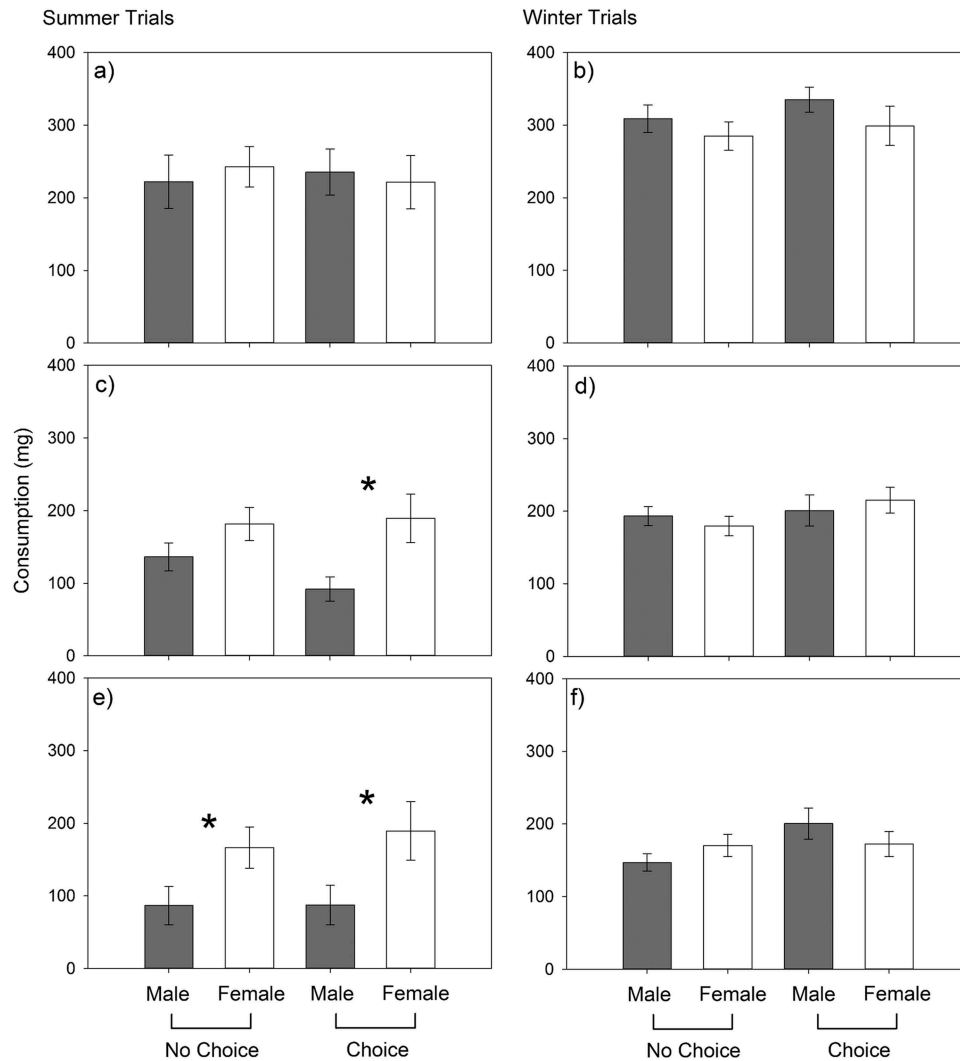 Summer Trials
Winter Trials
400
300
200
100
0
a)
400
300
200
100
0
b)
Consumption (mg)
400
300
200
100
0
c)
*
400
300
200
100
0
d)
400
300
200
100
0
e)
*
*
400
300
200
100
0
f)
Male Female Male Female
No Choice Choice
Male Female Male Female
No Choice Choice